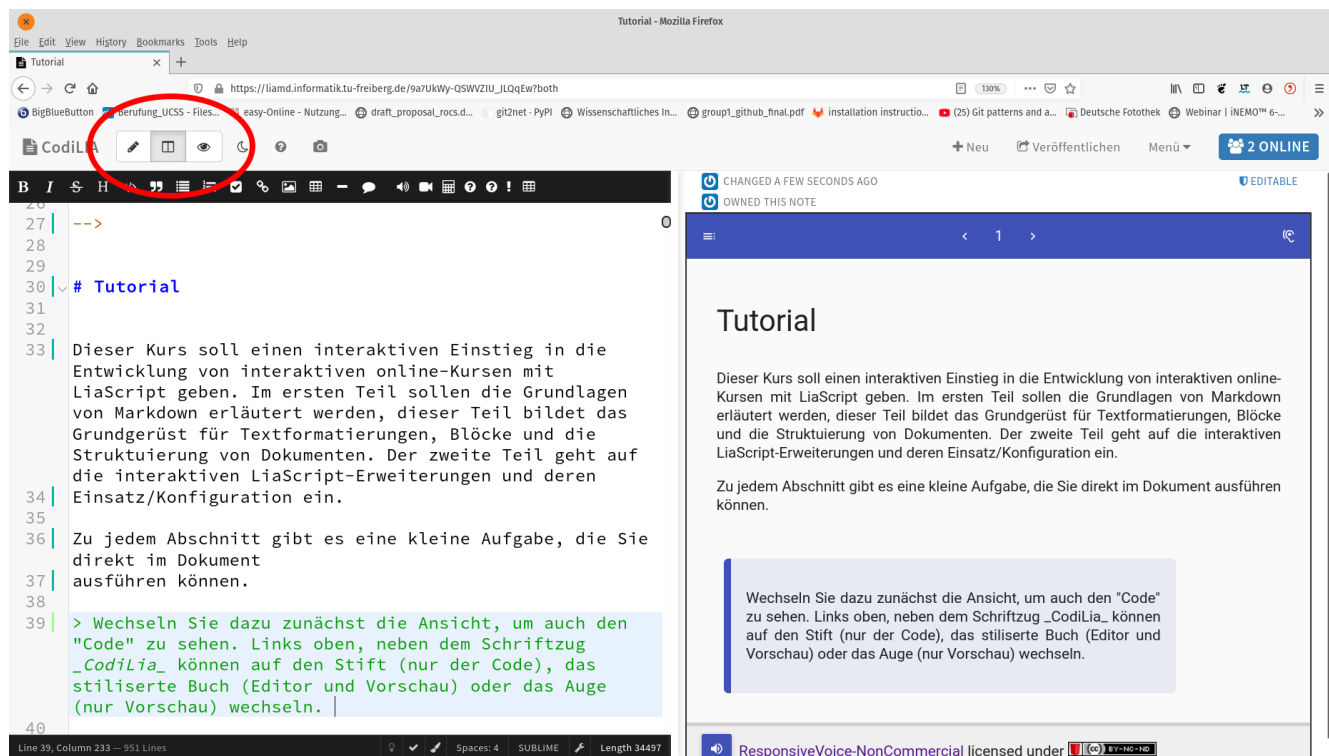 Tutorial - Mozilla Firefox
File Edit View History Bookmarks Tools Help
Tutorial
https://liamd.informatik.tu-freiberg.de/9a7UkWy-QSWVZIU_JLQqEw?both
130%
BigBlueButton Berufung_UCSS - Files... easy-Online - Nutzung... draft_proposal_rocs.d... git2net · PyPI Wissenschaftliches In... group1_github_final.pdf installation instructio... (25) Git patterns and a... Deutsche Fotothek Webinar | iNEMO™ 6-...
CodiLIA
Neu Veröffentlichen Menü 2 ONLINE
B I S H
26
27 -->
28
29
30 # Tutorial
31
32
33 Dieser Kurs soll einen interaktiven Einstieg in die
Entwicklung von interaktiven online-Kursen mit
LiaScript geben. Im ersten Teil sollen die Grundlagen
von Markdown erläutert werden, dieser Teil bildet das
Grundgerüst für Textformatierungen, Blöcke und die
Struktuierung von Dokumenten. Der zweite Teil geht auf
die interaktiven LiaScript-Erweiterungen und deren
34 Einsatz/Konfiguration ein.
35
36 Zu jedem Abschnitt gibt es eine kleine Aufgabe, die Sie
direkt im Dokument
37 ausführen können.
38
39 > Wechseln Sie dazu zunächst die Ansicht, um auch den
"Code" zu sehen. Links oben, neben dem Schriftzug
_CodiLia_ können auf den Stift (nur der Code), das
stiliserte Buch (Editor und Vorschau) oder das Auge
(nur Vorschau) wechseln.
40
Line 39, Column 233 — 951 Lines
Spaces: 4 SUBLIME Length 34497
CHANGED A FEW SECONDS AGO
EDITABLE
OWNED THIS NOTE
1
Tutorial
Dieser Kurs soll einen interaktiven Einstieg in die Entwicklung von interaktiven online-
Kursen mit LiaScript geben. Im ersten Teil sollen die Grundlagen von Markdown
erläutert werden, dieser Teil bildet das Grundgerüst für Textformatierungen, Blöcke
und die Struktuierung von Dokumenten. Der zweite Teil geht auf die interaktiven
LiaScript-Erweiterungen und deren Einsatz/Konfiguration ein.
Zu jedem Abschnitt gibt es eine kleine Aufgabe, die Sie direkt im Dokument ausführen
können.
Wechseln Sie dazu zunächst die Ansicht, um auch den "Code"
zu sehen. Links oben, neben dem Schriftzug _CodiLia_ können
auf den Stift (nur der Code), das stiliserte Buch (Editor und
Vorschau) oder das Auge (nur Vorschau) wechseln.
ResponsiveVoice-NonCommercial licensed under (cc) BY-NC-ND